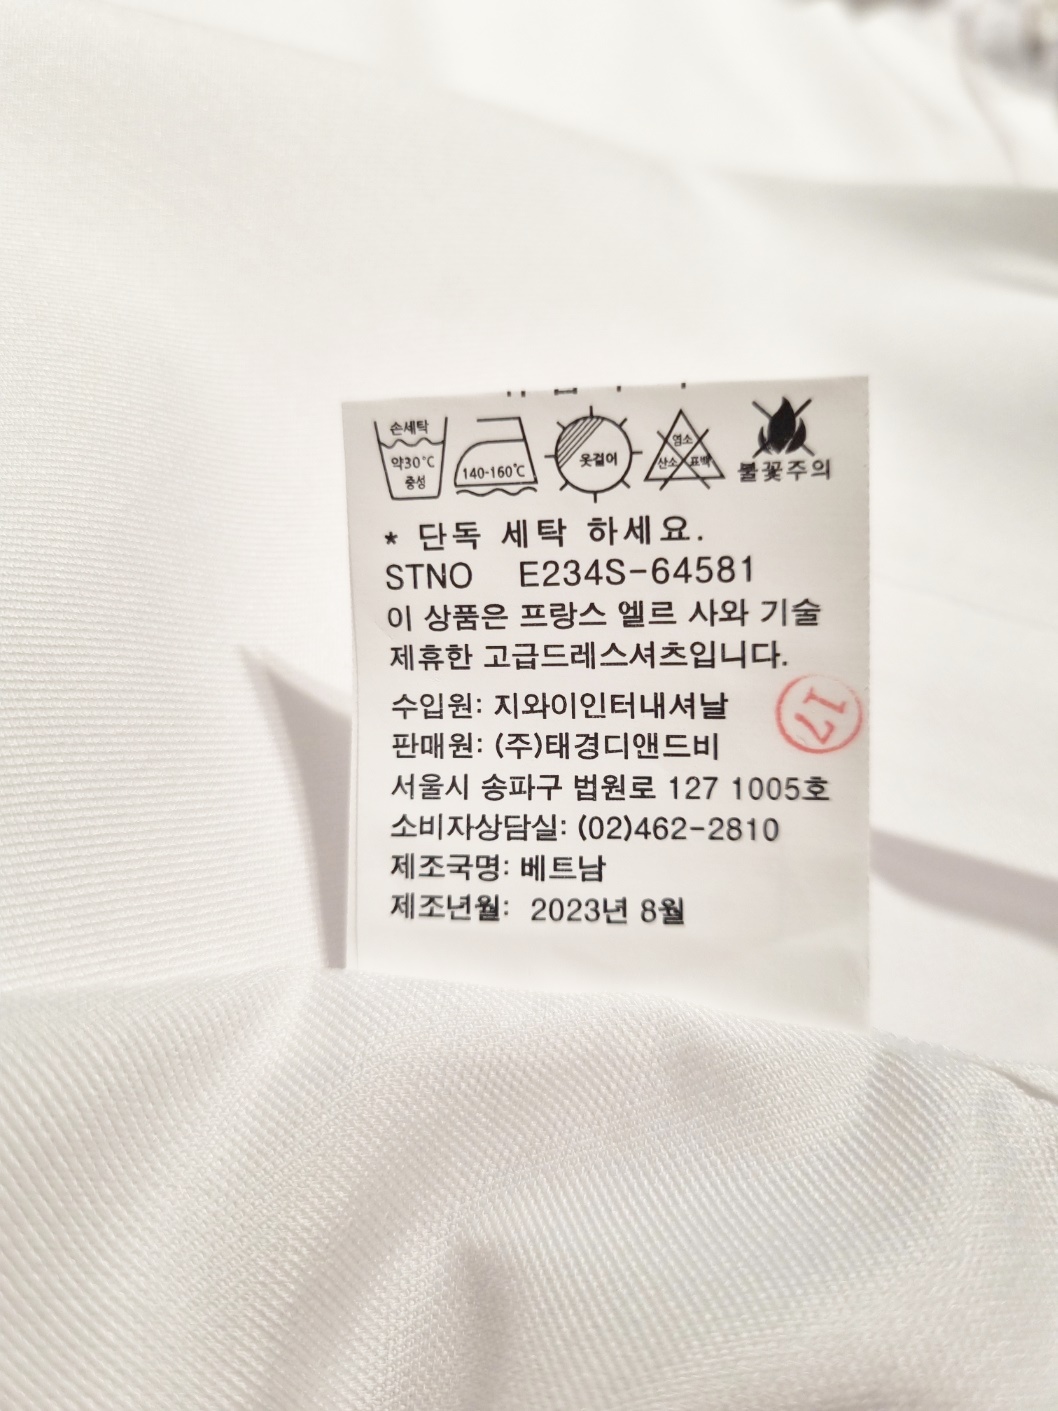 손세탁
약30℃
중성
140-160℃
옷걸이
염소
산소 표백
불꽃주의
* 단독 세탁 하세요.
STNO E234S-64581
이 상품은 프랑스 엘르 사와 기술
제휴한 고급드레스셔츠입니다.
수입원: 지와이인터내셔날
17
판매원: (주)태경디앤드비
서울시 송파구 법원로 127 1005호
소비자상담실: (02)462-2810
제조국명: 베트남
제조년월: 2023년 8월